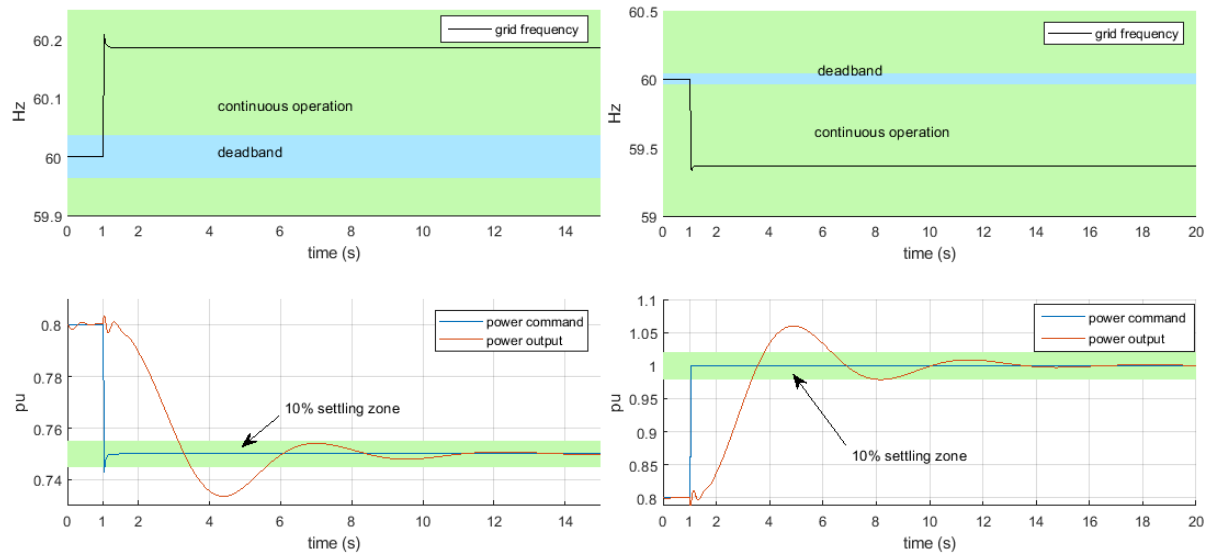 60.2
60.1
60
59.9
Hz
grid frequency
continuous operation
deadband
0 1 2 4 6 8 10 12 14
time (s)
60.5
60
59.5
59
Hz
grid frequency
deadband
continuous operation
0 1 2 4 6 8 10 12 14 16 18 20
time (s)
0.8
0.78
0.76
0.74
pu
power command
power output
10% settling zone
0 1 2 4 6 8 10 12 14
time (s)
1.1
1.05
1
0.95
0.9
0.85
0.8
pu
power command
power output
10% settling zone
0 1 2 4 6 8 10 12 14 16 18 20
time (s)